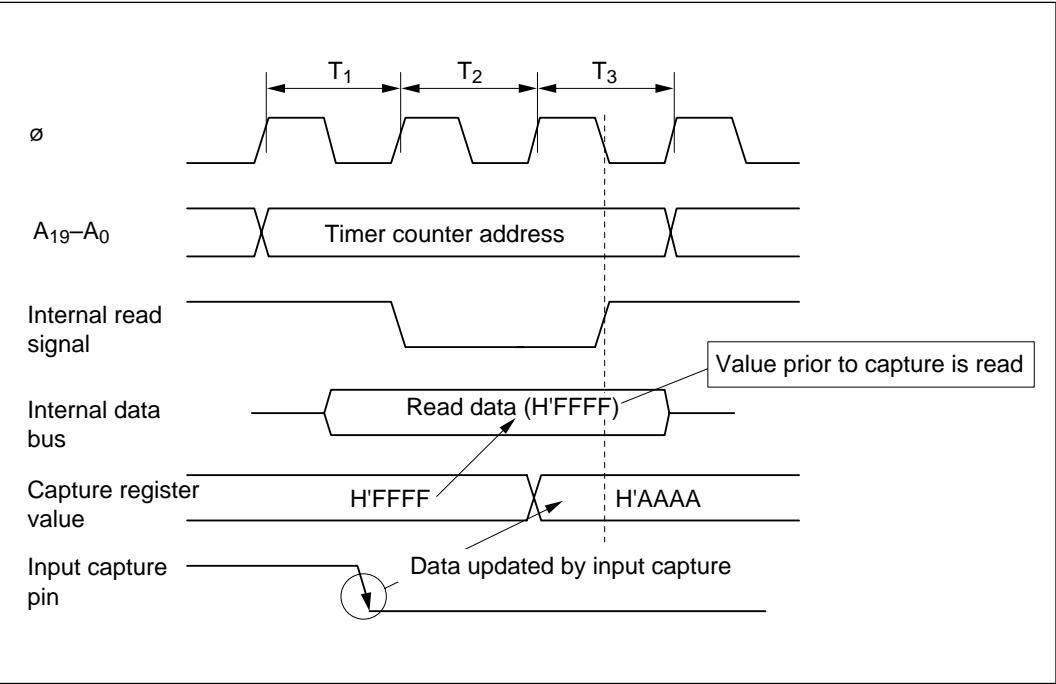 T1 T2 T3
ø
A19–A0
Timer counter address
Internal read
signal
Value prior to capture is read
Internal data
bus
Read data (H'FFFF)
Capture register
value
H'FFFF
H'AAAA
Input capture
pin
Data updated by input capture